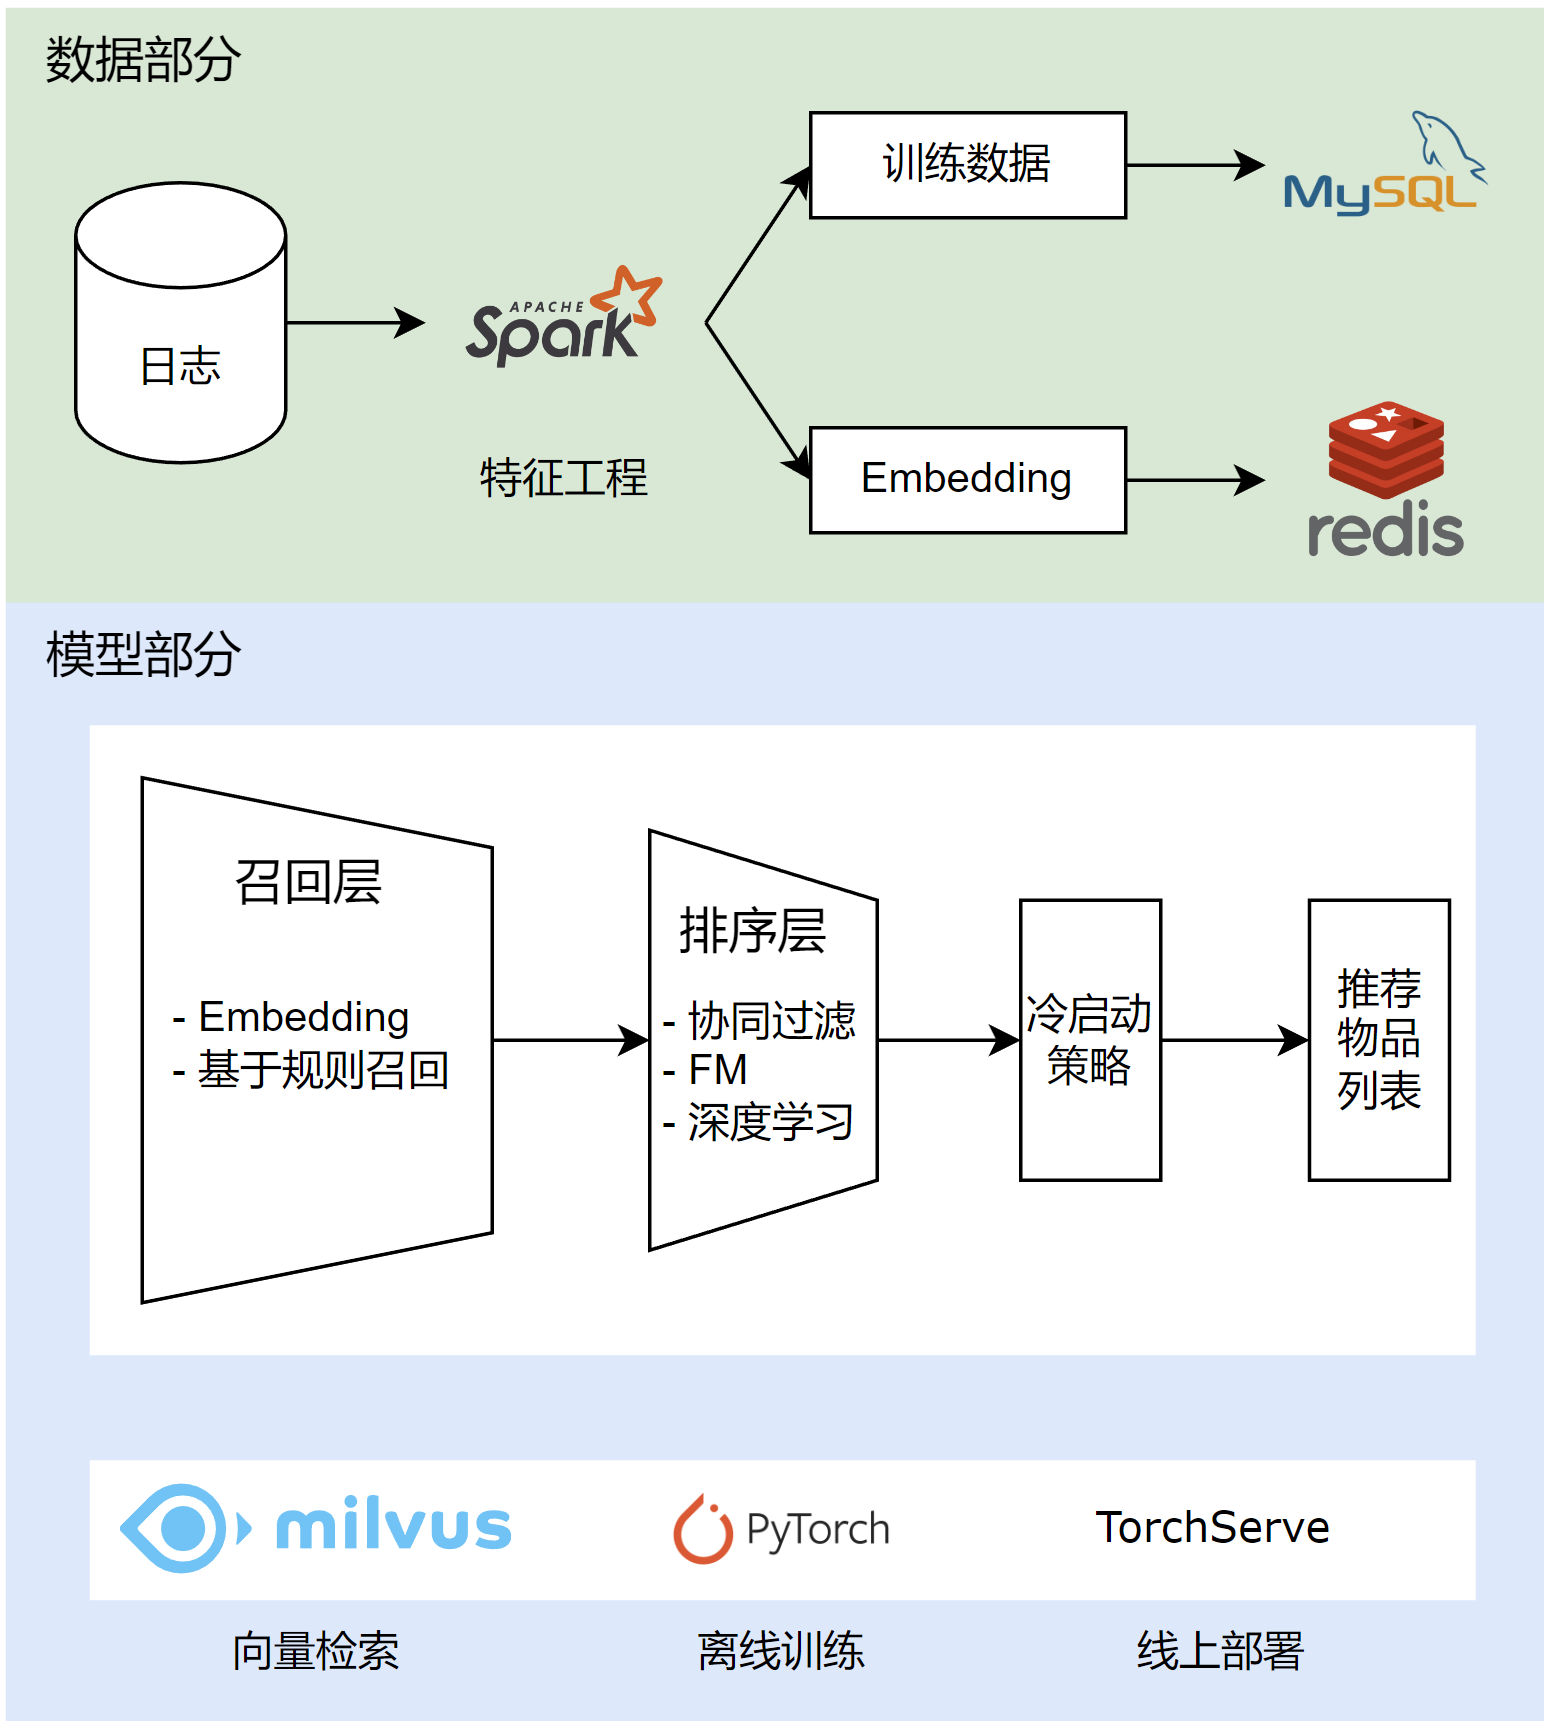 数据部分
训练数据
MySQL
日志
APACHE
Spark
特征工程
Embedding
redis
模型部分
召回层
- Embedding
- 基于规则召回
排序层
- 协同过滤
- FM
- 深度学习
冷启动
策略
推荐
物品
列表
milvus
PyTorch
TorchServe
向量检索
离线训练
线上部署